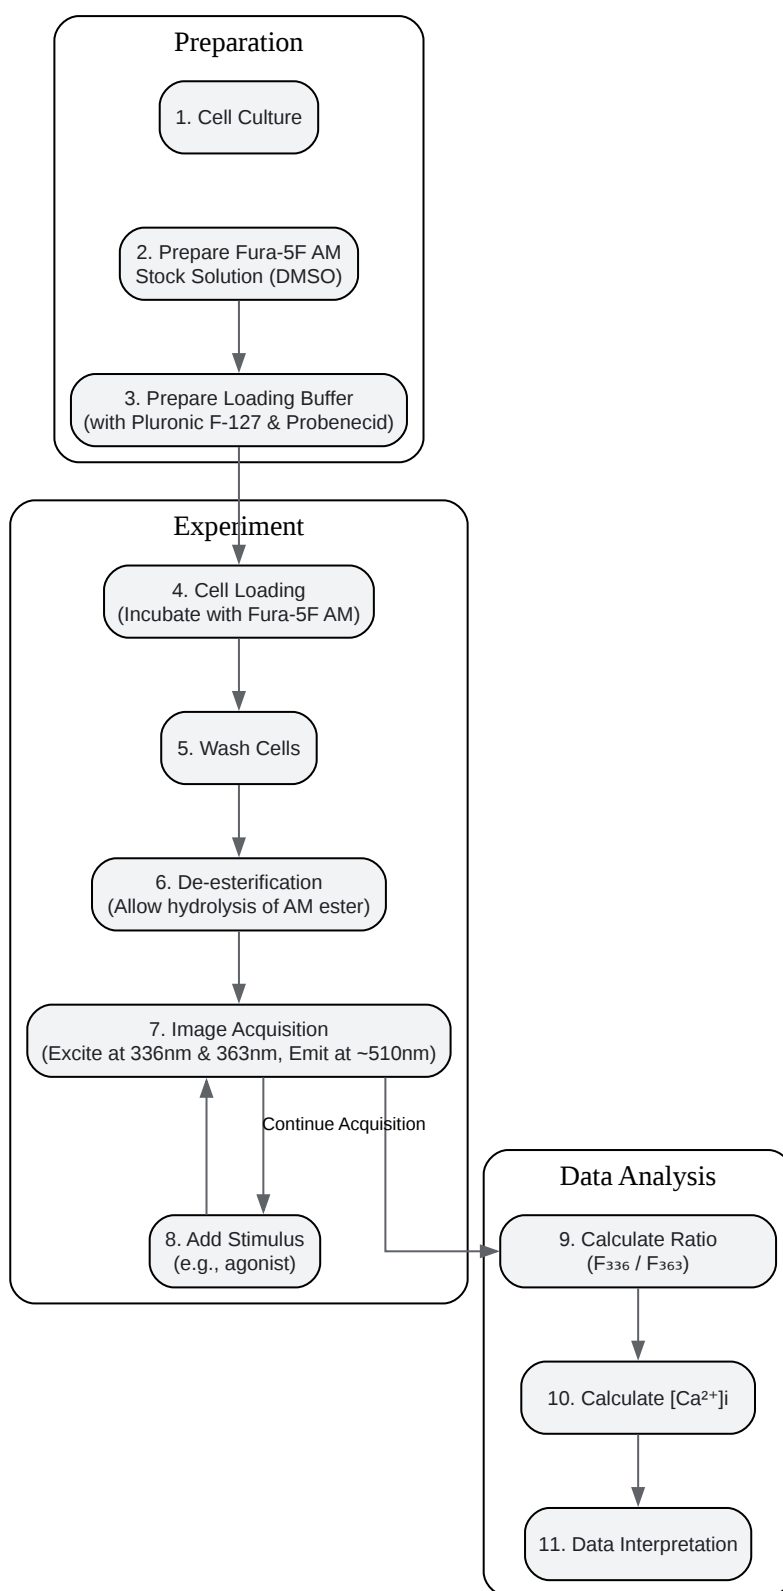 Preparation
1. Cell Culture
2. Prepare Fura-5F AM
Stock Solution (DMSO)
3. Prepare Loading Buffer
(with Pluronic F-127 & Probenecid)
Experiment
4. Cell Loading
(Incubate with Fura-5F AM)
5. Wash Cells
6. De-esterification
(Allow hydrolysis of AM ester)
7. Image Acquisition
(Excite at 336nm & 363nm, Emit at ~510nm)
Continue Acquisition
8. Add Stimulus
(e.g., agonist)
Data Analysis
9. Calculate Ratio
(F₃₃₆ / F₃₆₃)
10. Calculate [Ca²⁺]i
11. Data Interpretation